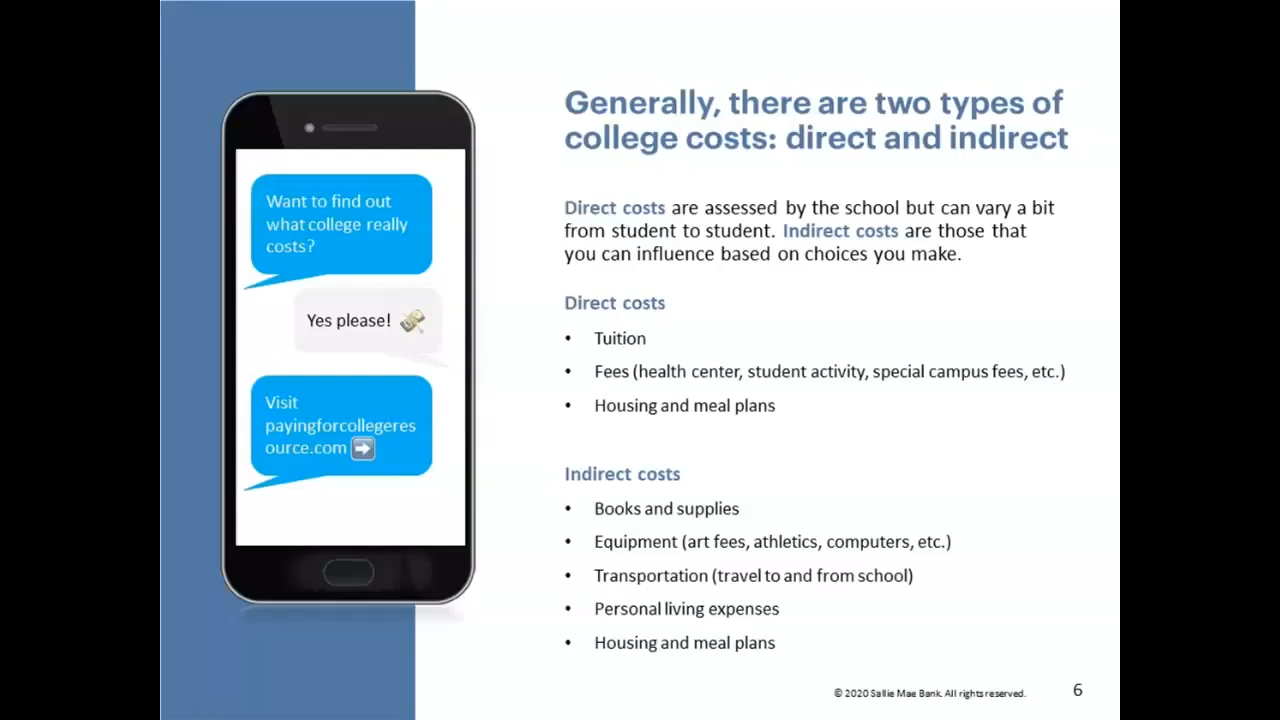 Want to find out
what college really
costs?
Yes please! 💸
Visit
payingforcollegeres
ource.com ➡
Generally, there are two types of
college costs: direct and indirect
Direct costs are assessed by the school but can vary a bit
from student to student. Indirect costs are those that
you can influence based on choices you make.
Direct costs
• Tuition
• Fees (health center, student activity, special campus fees, etc.)
• Housing and meal plans
Indirect costs
• Books and supplies
• Equipment (art fees, athletics, computers, etc.)
• Transportation (travel to and from school)
• Personal living expenses
• Housing and meal plans
© 2020 Sallie Mae Bank. All rights reserved.
6